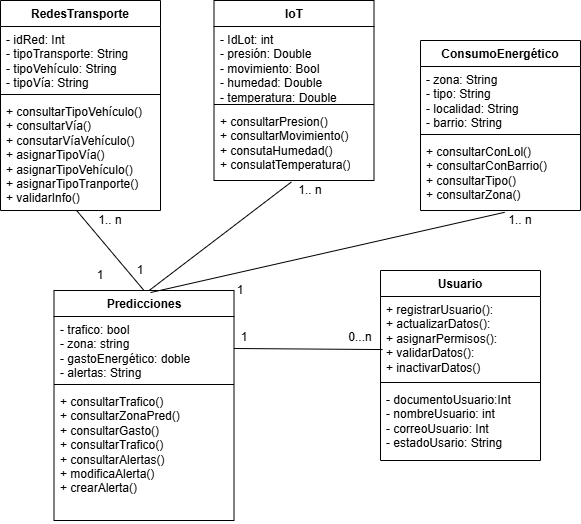 RedesTransporte
- idRed: Int
- tipoTransporte: String
- tipoVehículo: String
- tipoVía: String
+ consultarTipoVehículo()
+ consultarVía()
+ consutarVíaVehículo()
+ asignarTipoVía()
+ asignarTipoVehículo()
+ asignarTipoTranporte()
+ validarInfo()
IoT
- IdLot: int
- presión: Double
- movimiento: Bool
- humedad: Double
- temperatura: Double
+ consultarPresion()
+ consultarMovimiento()
+ consutaHumedad()
+ consulatTemperatura()
ConsumoEnergético
- zona: String
- tipo: String
- localidad: String
- barrio: String
+ consultarConLol()
+ consultarConBarrio()
+ consultarTipo()
+ consultarZona()
1.. n
1.. n
1.. n
1
1
1
Predicciones
- trafico: bool
- zona: string
- gastoEnergético: doble
- alertas: String
+ consultarTrafico()
+ consultarZonaPred()
+ consultarGasto()
+ consultarTrafico()
+ consultarAlertas()
+ modificaAlerta()
+ crearAlerta()
1
0...n
Usuario
+ registrarUsuario():
+ actualizarDatos():
+ asignarPermisos():
+ validarDatos():
+ inactivarDatos()
- documentoUsuario:Int
- nombreUsuario: int
- correoUsuario: Int
- estadoUsario: String